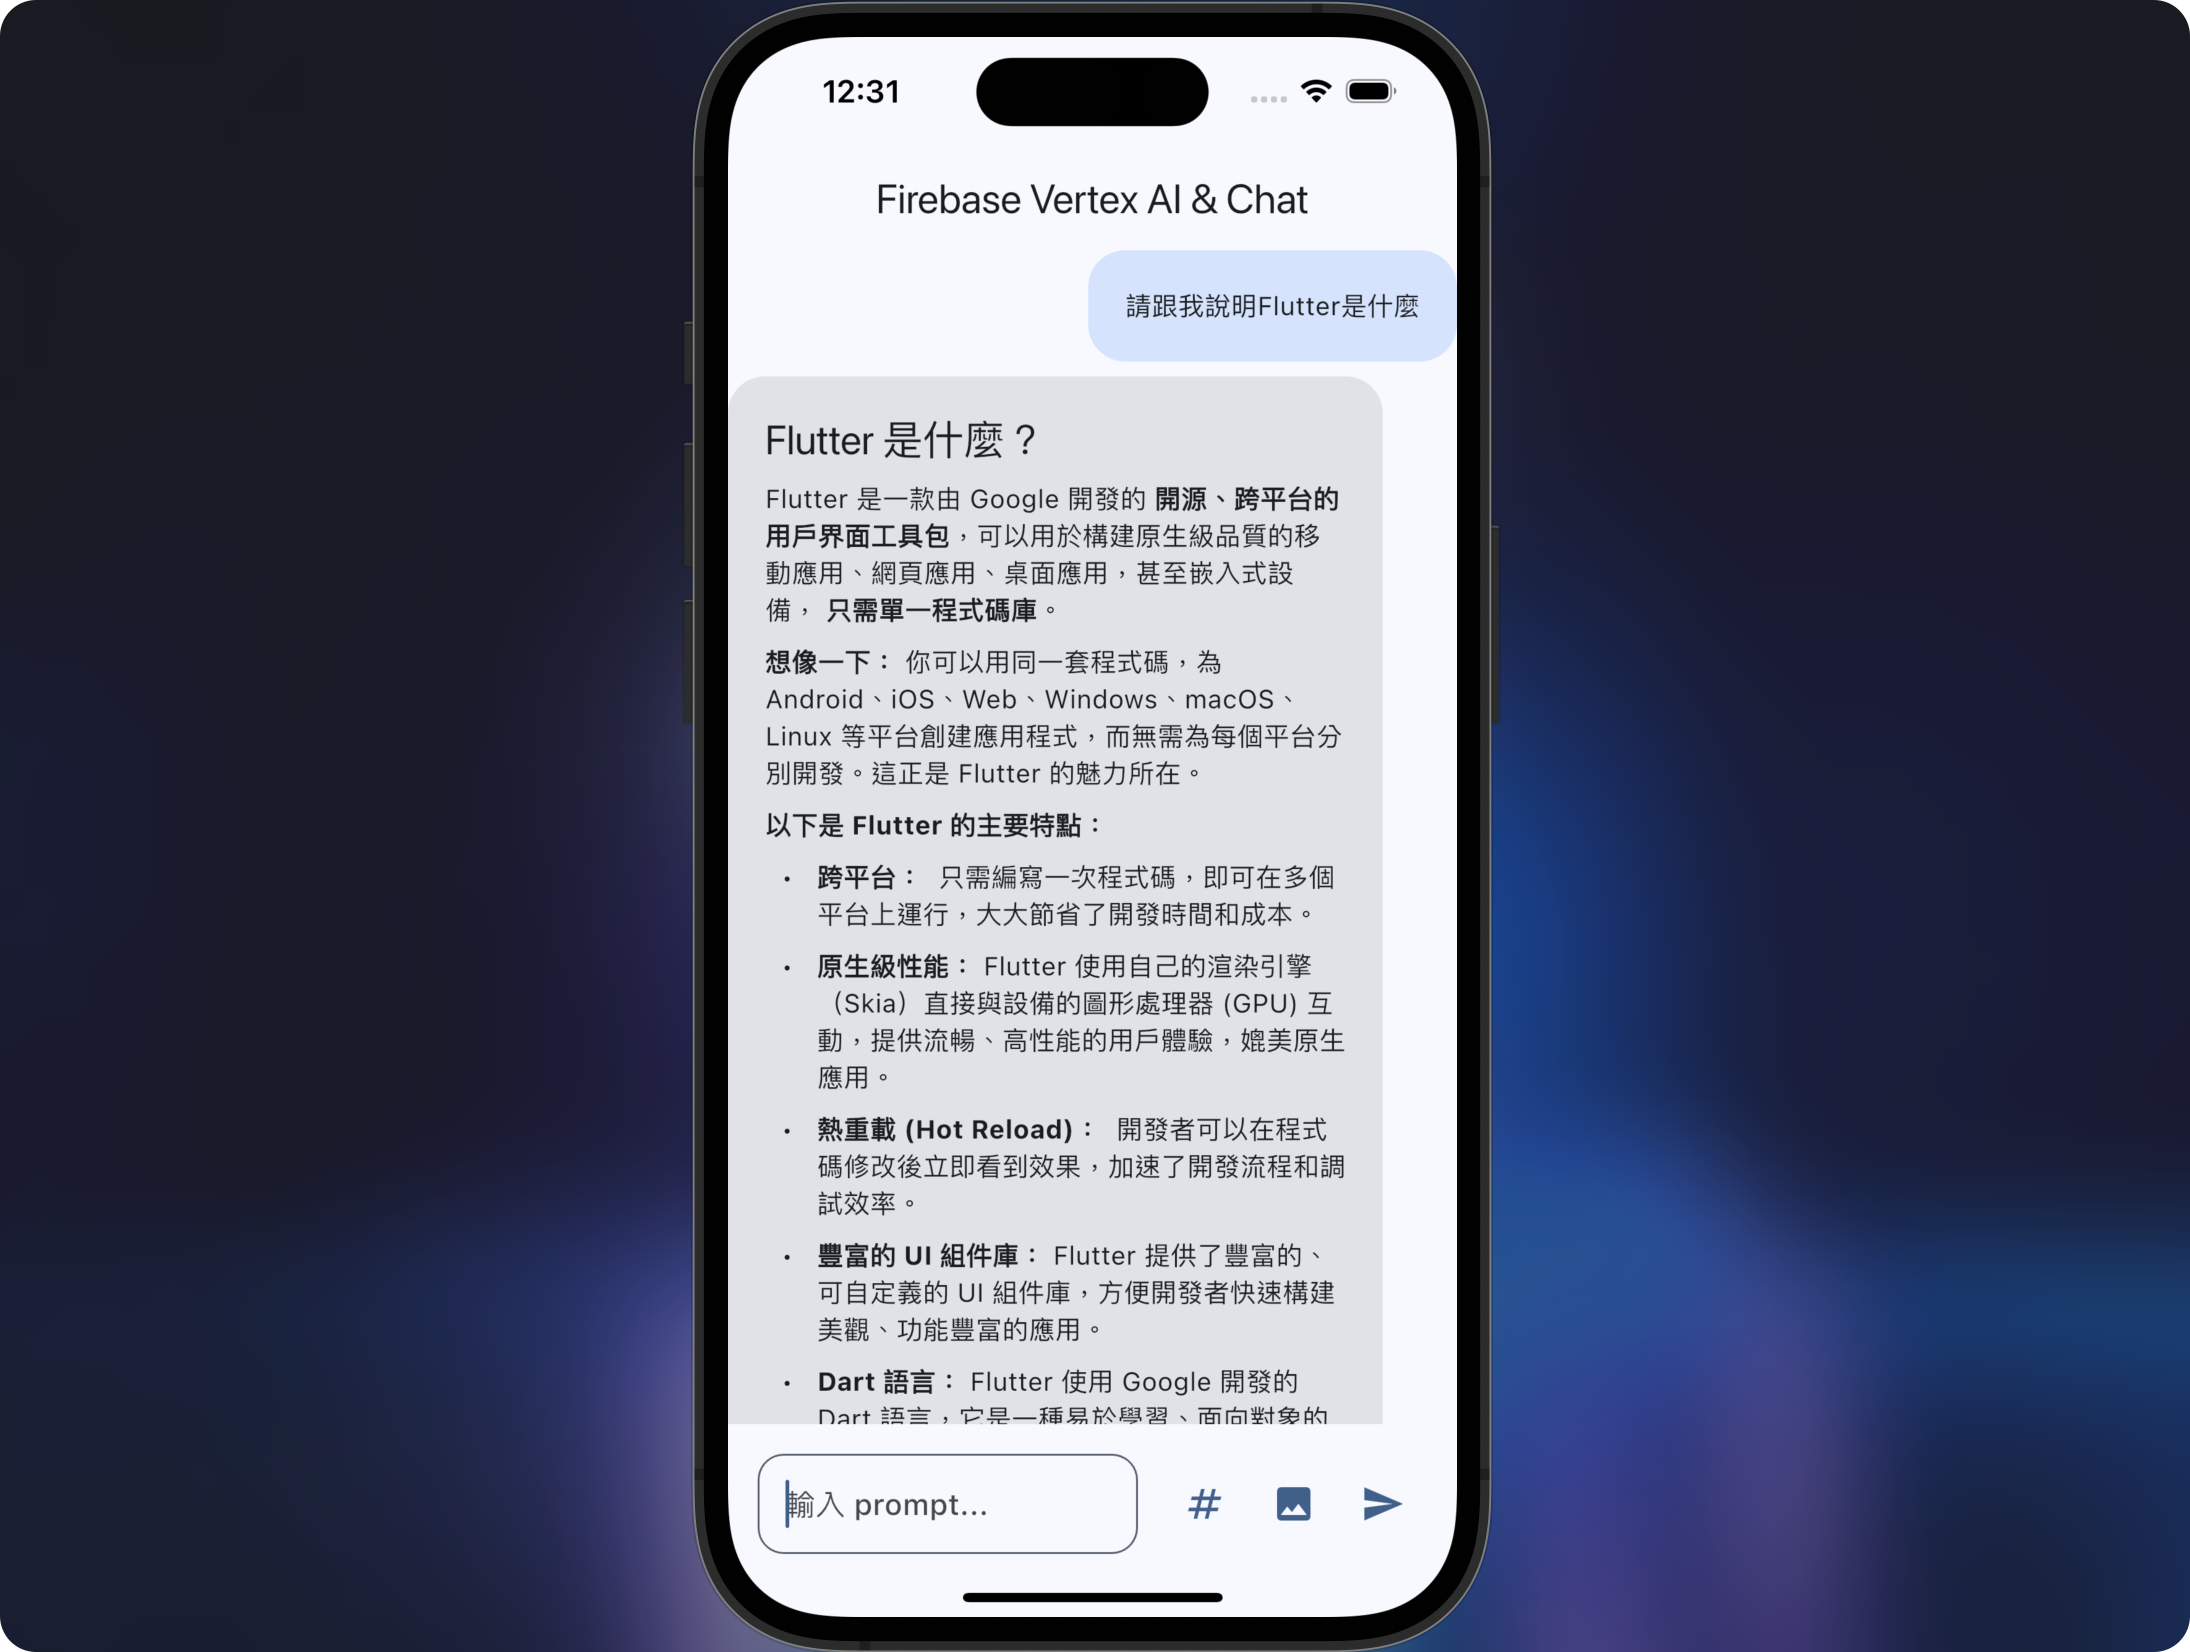 12:31
Firebase Vertex AI & Chat
請跟我說明Flutter是什麼
Flutter 是什麼？
Flutter 是一款由 Google 開發的 開源、跨平台的
用戶界面工具包，可以用於構建原生級品質的移
動應用、網頁應用、桌面應用，甚至嵌入式設
備， 只需單一程式碼庫。
想像一下： 你可以用同一套程式碼，為
Android、iOS、Web、Windows、macOS、
Linux 等平台創建應用程式，而無需為每個平台分
別開發。這正是 Flutter 的魅力所在。
以下是 Flutter 的主要特點：
• 跨平台： 只需編寫一次程式碼，即可在多個
平台上運行，大大節省了開發時間和成本。
• 原生級性能： Flutter 使用自己的渲染引擎
（Skia）直接與設備的圖形處理器 (GPU) 互
動，提供流暢、高性能的用戶體驗，媲美原生
應用。
• 熱重載 (Hot Reload)： 開發者可以在程式
碼修改後立即看到效果，加速了開發流程和調
試效率。
• 豐富的 UI 組件庫： Flutter 提供了豐富的、
可自定義的 UI 組件庫，方便開發者快速構建
美觀、功能豐富的應用。
• Dart 語言： Flutter 使用 Google 開發的
Dart 語言，它是一種易於學習、面向對象的
輸入 prompt...